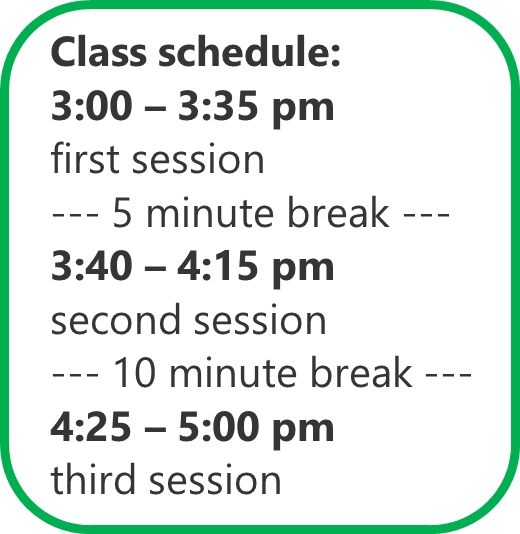 Class schedule:
3:00 – 3:35 pm
first session
--- 5 minute break ---
3:40 – 4:15 pm
second session
--- 10 minute break ---
4:25 – 5:00 pm
third session